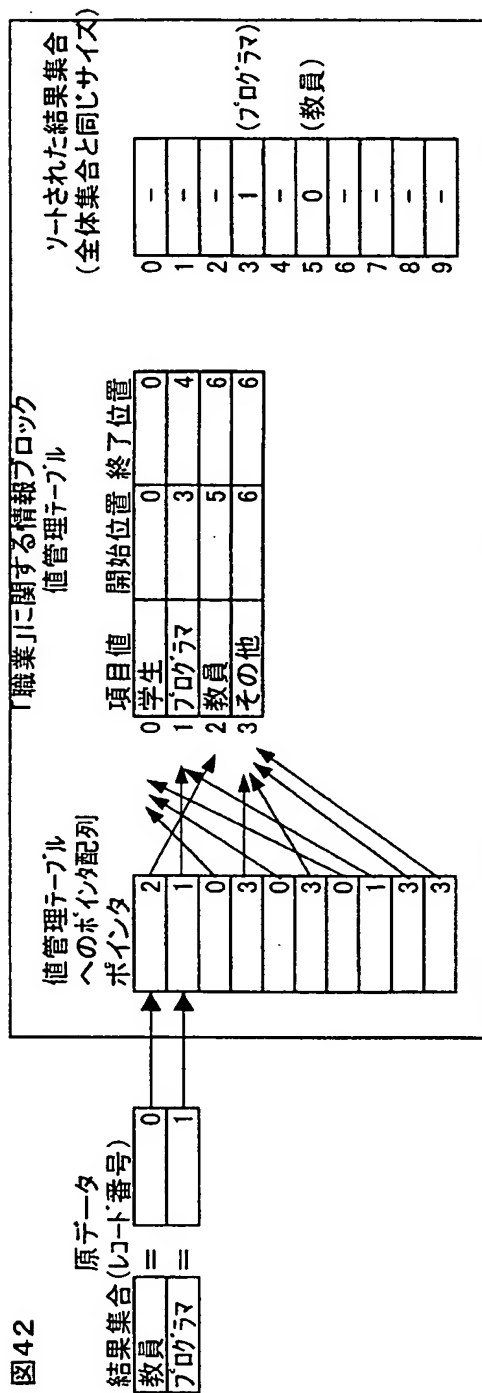 図42
原データ
結果集合(レコード番号)
教員 = 0
プログラマ = 1
「職業」に関する情報ブロック
値管理テーブル
へのポインタ配列
ポインタ
2
1
0
3
0
3
0
1
3
3
値管理テーブル
項目値 開始位置 終了位置
0 学生 0 0
1 プログラマ 3 4
2 教員 5 6
3 その他 6 6
ソートされた結果集合
(全体集合と同じサイズ)
0 -
1 -
2 -
3 1 (プログラマ)
4 -
5 0 (教員)
6 -
7 -
8 -
9 -